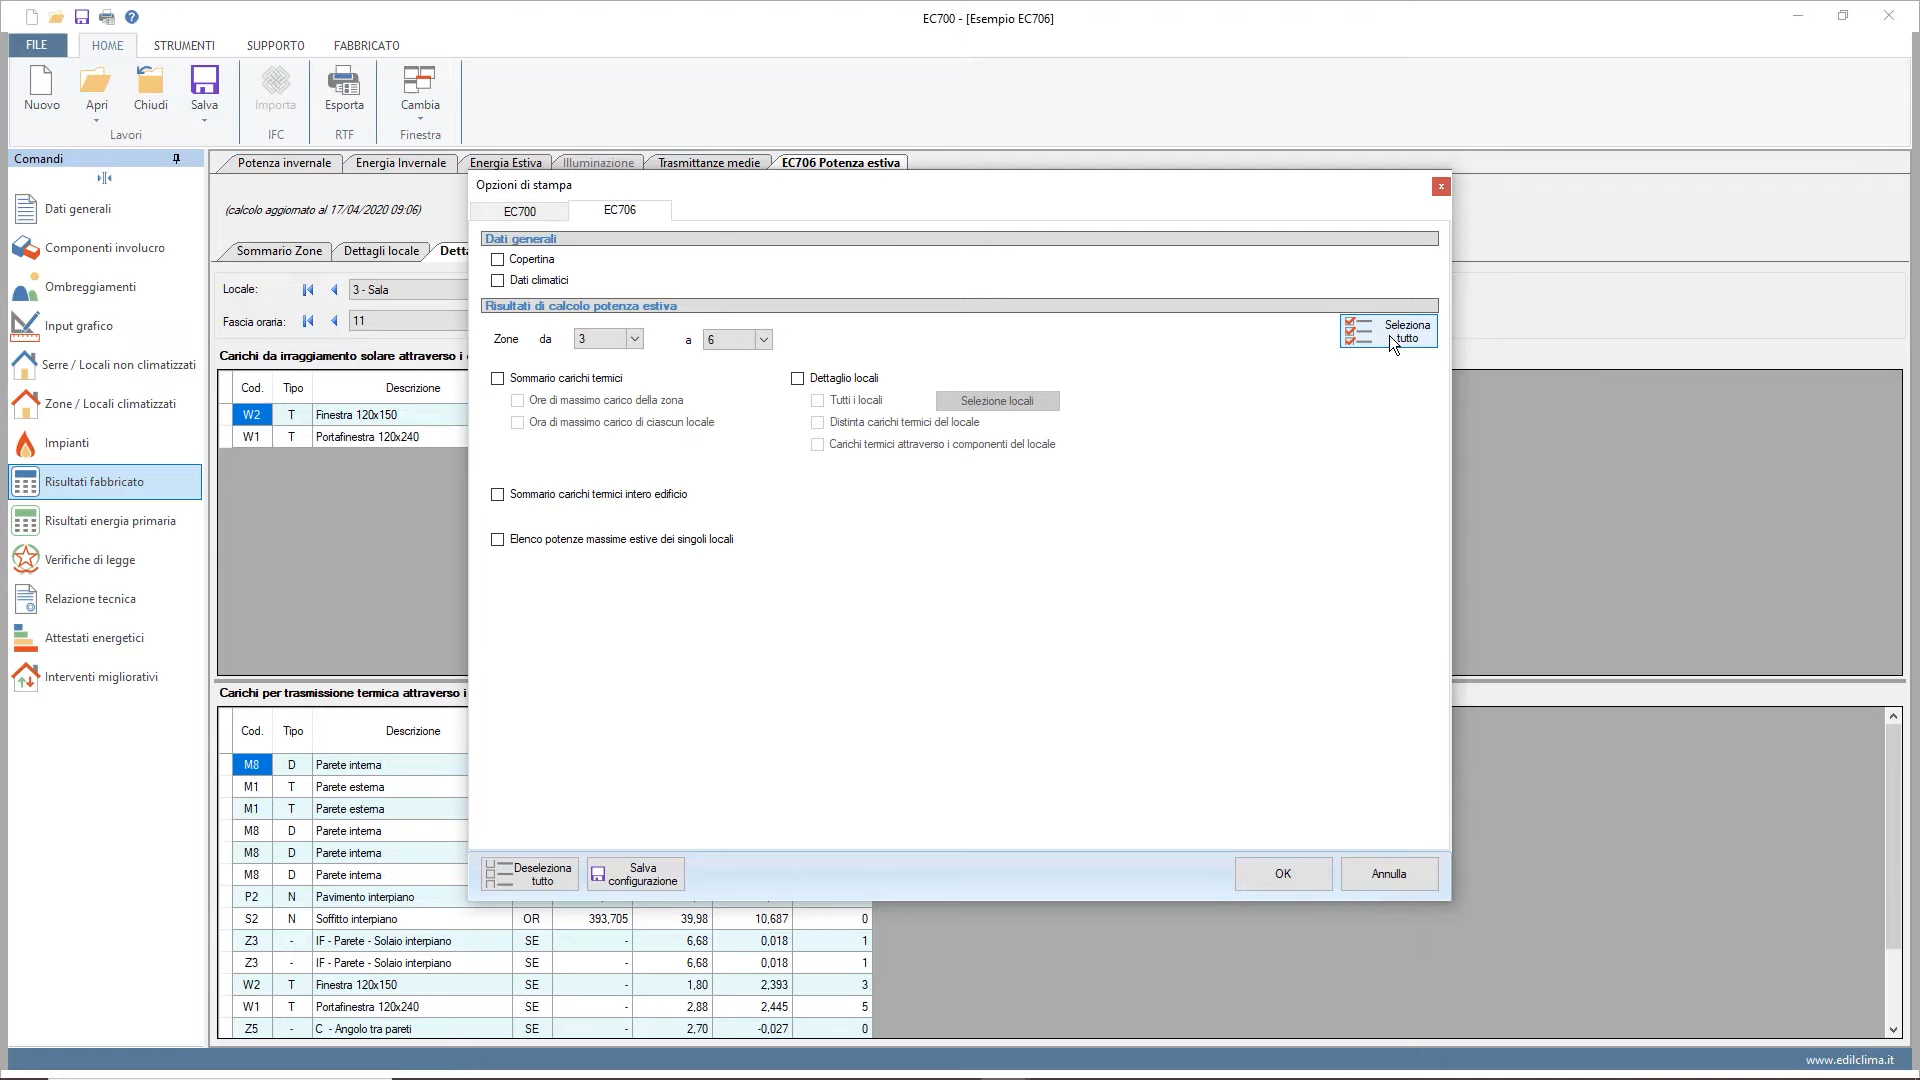 EC700 - [Esempio EC706]
FILE HOME STRUMENTI SUPPORTO FABBRICATO
Nuovo Apri Chiudi Salva Importa Esporta Cambia
Lavori IFC RTF Finestra
Comandi
Dati generali
Componenti involucro
Ombreggiamenti
Input grafico
Serre / Locali non climatizzati
Zone / Locali climatizzati
Impianti
Risultati fabbricato
Risultati energia primaria
Verifiche di legge
Relazione tecnica
Attestati energetici
Interventi migliorativi
Potenza invernale Energia Invernale Energia Estiva Illuminazione Trasmittanze medie EC706 Potenza estiva
(calcolo aggiornato al 17/04/2020 09:06)
Sommario Zone Dettagli locale Detta
Locale: 3 - Sala
Fascia oraria: 11
Carichi da irraggiamento solare attraverso i
Cod. Tipo Descrizione
W2 T Finestra 120x150
W1 T Portafinestra 120x240
Opzioni di stampa
EC700 EC706
Dati generali
Copertina
Dati climatici
Risultati di calcolo potenza estiva
Zone da 3 a 6
Seleziona
tutto
Sommario carichi termici
Ore di massimo carico della zona
Ora di massimo carico di ciascun locale
Dettaglio locali
Tutti i locali Selezione locali
Distinta carichi termici del locale
Carichi termici attraverso i componenti del locale
Sommario carichi termici intero edificio
Elenco potenze massime estive dei singoli locali
Deseleziona
tutto
Salva
configurazione
OK Annulla
Carichi per trasmissione termica attraverso i
Cod. Tipo Descrizione
M8 D Parete interna
M1 T Parete esterna
M1 T Parete esterna
M8 D Parete interna
M8 D Parete interna
M8 D Parete interna
P2 N Pavimento interpiano
S2 N Soffitto interpiano OR 393,705 39,98 10,687 0
Z3 - IF - Parete - Solaio interpiano SE - 6,68 0,018 1
Z3 - IF - Parete - Solaio interpiano SE - 6,68 0,018 1
W2 T Finestra 120x150 SE - 1,80 2,393 3
W1 T Portafinestra 120x240 SE - 2,88 2,445 5
Z5 - C - Angolo tra pareti SE - 2,70 -0,027 0
www.edilclima.it